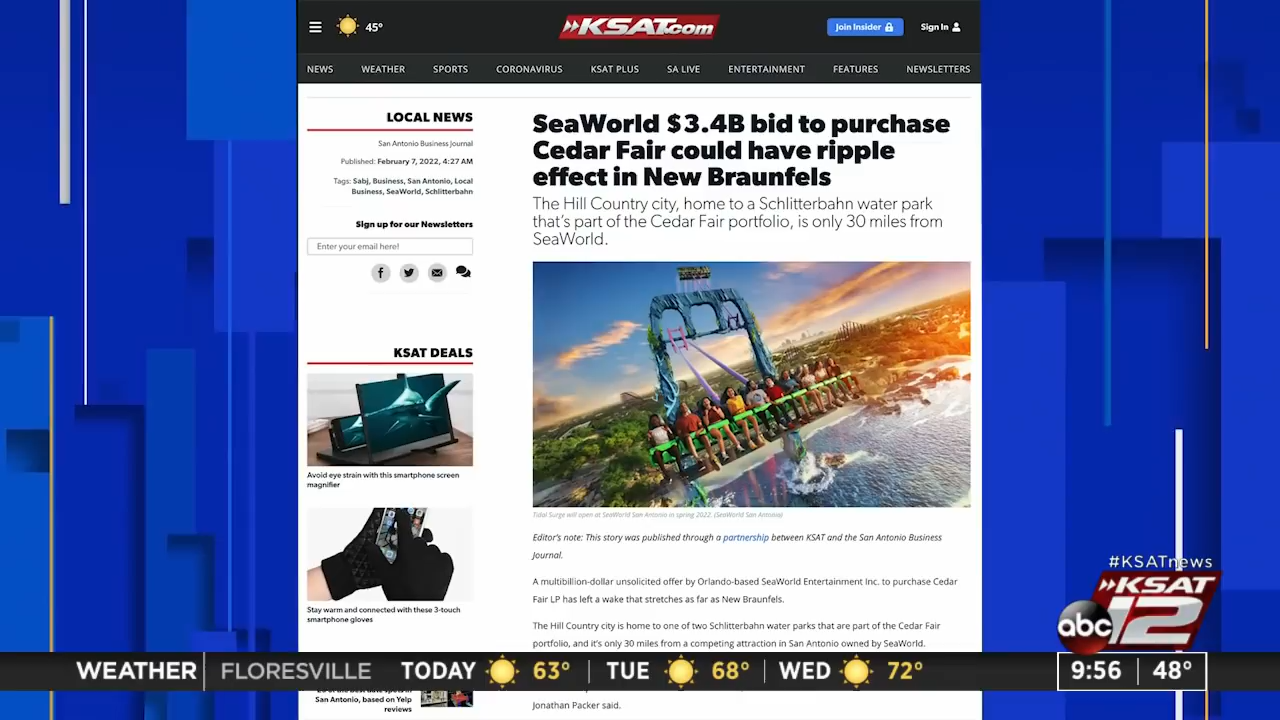 45°
KSAT.com
Join Insider
Sign In
NEWS
WEATHER
SPORTS
CORONAVIRUS
KSAT PLUS
SA LIVE
ENTERTAINMENT
FEATURES
NEWSLETTERS
LOCAL NEWS
San Antonio Business Journal
Published: February 7, 2022, 4:27 AM
Tags: Sabj, Business, San Antonio, Local
Business, SeaWorld, Schlitterbahn
Sign up for our Newsletters
Enter your email here!
KSAT DEALS
Avoid eye strain with this smartphone screen
magnifier
Stay warm and connected with these 3-touch
smartphone gloves
San Antonio, based on Yelp
reviews
SeaWorld $3.4B bid to purchase
Cedar Fair could have ripple
effect in New Braunfels
The Hill Country city, home to a Schlitterbahn water park
that's part of the Cedar Fair portfolio, is only 30 miles from
SeaWorld.
Tidal Surge will open at SeaWorld San Antonio in spring 2022. (SeaWorld San Antonio)
Editor's note: This story was published through a partnership between KSAT and the San Antonio Business
Journal.
A multibillion-dollar unsolicited offer by Orlando-based SeaWorld Entertainment Inc. to purchase Cedar
Fair LP has left a wake that stretches as far as New Braunfels.
The Hill Country city is home to one of two Schlitterbahn water parks that are part of the Cedar Fair
portfolio, and it's only 30 miles from a competing attraction in San Antonio owned by SeaWorld.
Jonathan Packer said.
#KSATnews
KSAT
abc 12
WEATHER
FLORESVILLE
TODAY 63°
TUE 68°
WED 72°
9:56
48°